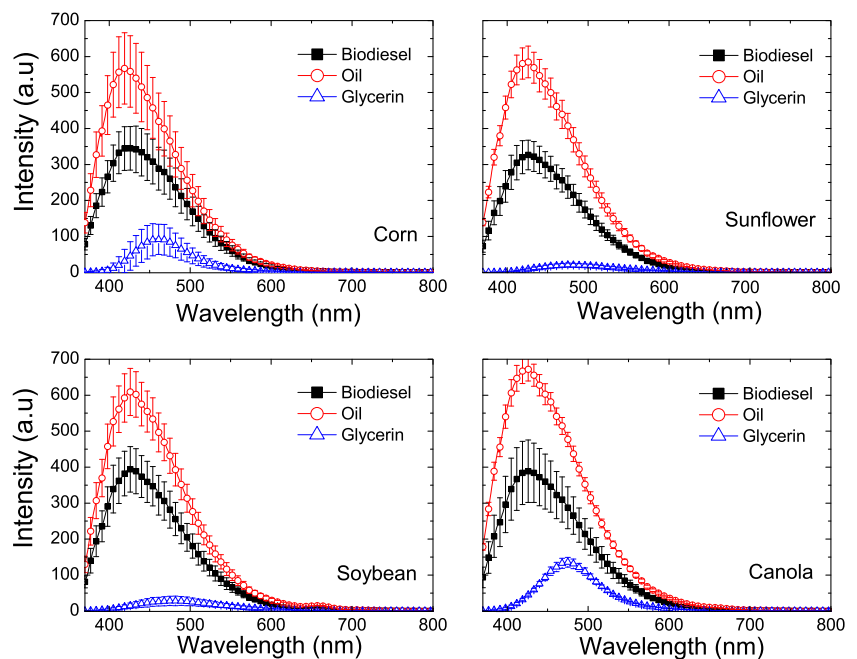 700
600
500
400
300
200
100
0
Intensity (a.u)
Biodiesel
Oil
Glycerin
Corn
400 500 600 700 800
Wavelength (nm)
Biodiesel
Oil
Glycerin
Sunflower
400 500 600 700 800
Wavelength (nm)
700
600
500
400
300
200
100
0
Intensity (a.u)
Biodiesel
Oil
Glycerin
Soybean
400 500 600 700 800
Wavelength (nm)
Biodiesel
Oil
Glycerin
Canola
400 500 600 700 800
Wavelength (nm)